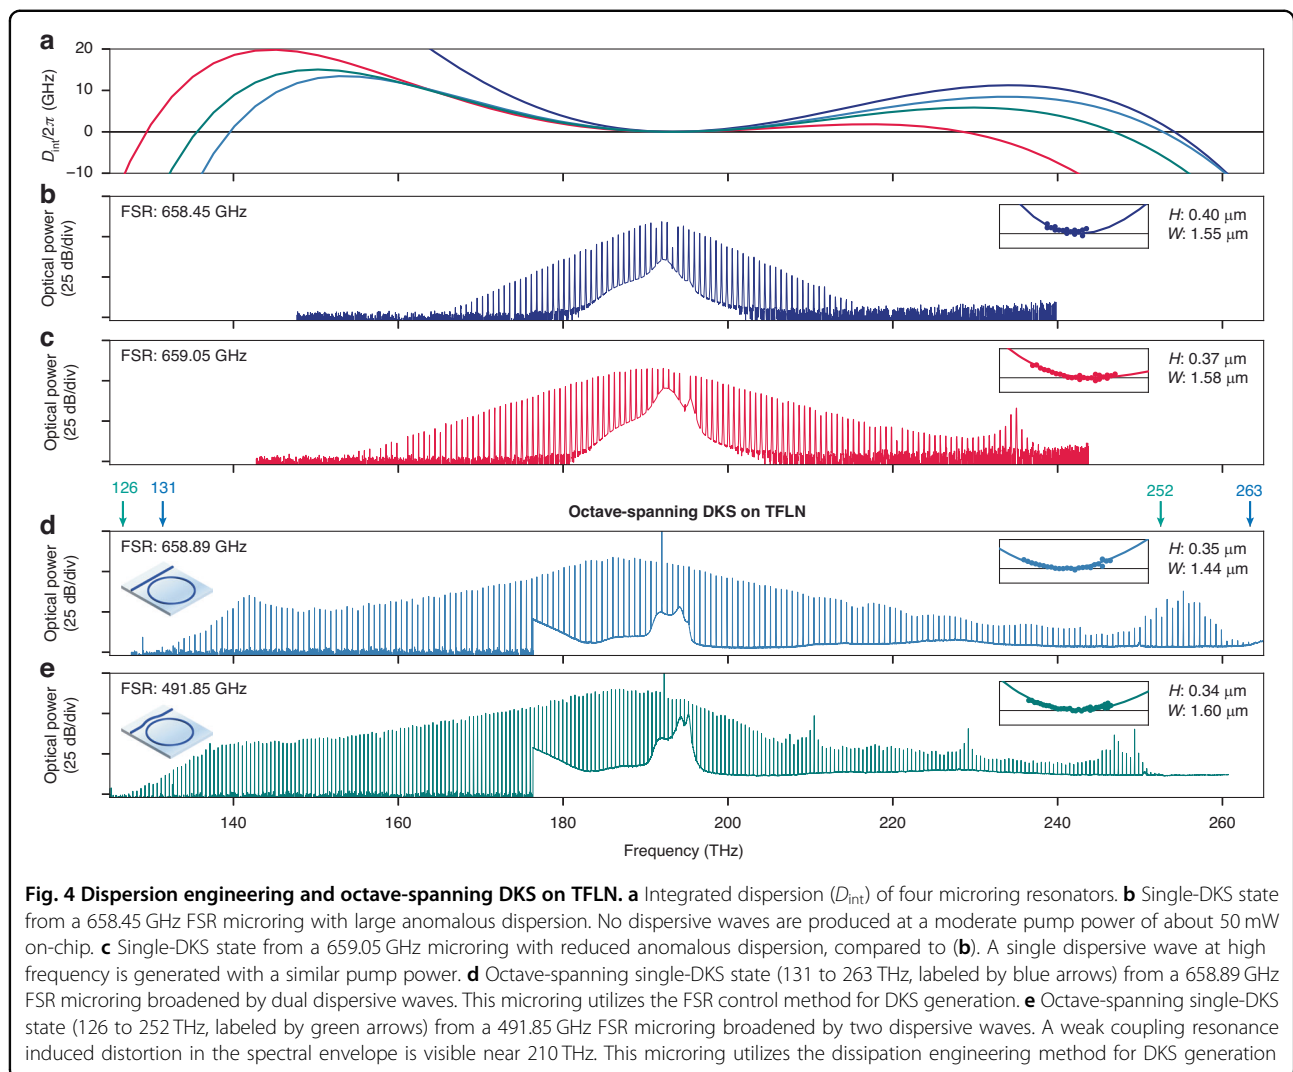 a
20
10
0
−10
D_int/2π (GHz)
b
FSR: 658.45 GHz
H: 0.40 μm
W: 1.55 μm
Optical power
(25 dB/div)
c
FSR: 659.05 GHz
H: 0.37 μm
W: 1.58 μm
Optical power
(25 dB/div)
126 131 252 263
Octave-spanning DKS on TFLN
d
FSR: 658.89 GHz
H: 0.35 μm
W: 1.44 μm
Optical power
(25 dB/div)
e
FSR: 491.85 GHz
H: 0.34 μm
W: 1.60 μm
Optical power
(25 dB/div)
140 160 180 200 220 240 260
Frequency (THz)
Fig. 4 Dispersion engineering and octave-spanning DKS on TFLN. a Integrated dispersion (D_int) of four microring resonators. b Single-DKS state
from a 658.45 GHz FSR microring with large anomalous dispersion. No dispersive waves are produced at a moderate pump power of about 50 mW
on-chip. c Single-DKS state from a 659.05 GHz microring with reduced anomalous dispersion, compared to (b). A single dispersive wave at high
frequency is generated with a similar pump power. d Octave-spanning single-DKS state (131 to 263 THz, labeled by blue arrows) from a 658.89 GHz
FSR microring broadened by dual dispersive waves. This microring utilizes the FSR control method for DKS generation. e Octave-spanning single-DKS
state (126 to 252 THz, labeled by green arrows) from a 491.85 GHz FSR microring broadened by two dispersive waves. A weak coupling resonance
induced distortion in the spectral envelope is visible near 210 THz. This microring utilizes the dissipation engineering method for DKS generation